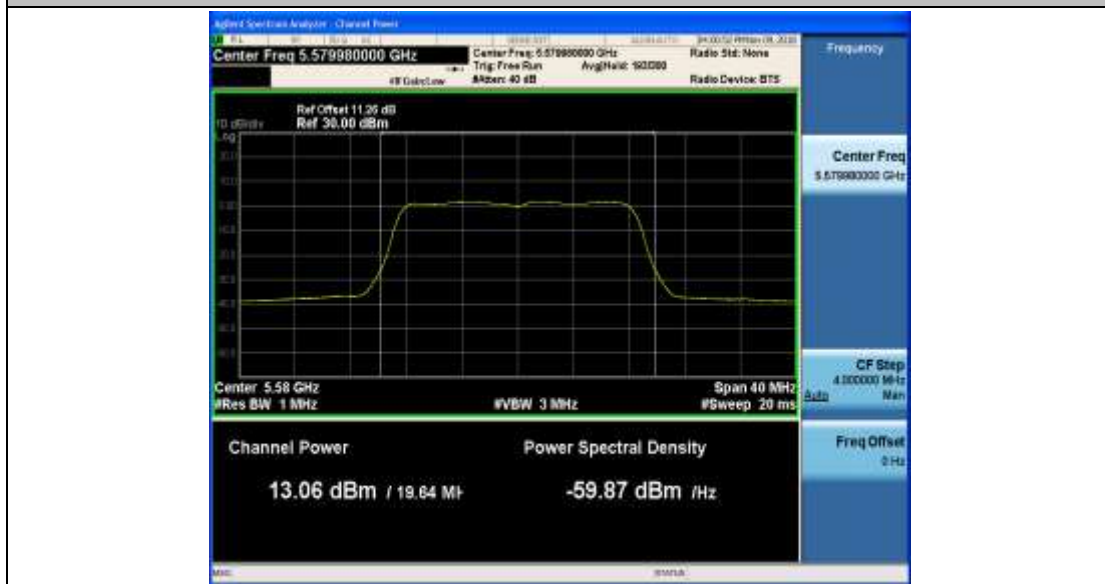 Agilent Spectrum Analyzer - Channel Power
Center Freq 5.579980000 GHz
Center Freq: 5.579980000 GHz
Radio Std: None
Frequency
Trig: Free Run
Avg|Hold:
#IFGain:Low
#Atten: 40 dB
Radio Device: BTS
Ref Offset 11.26 dB
10 dB/div
Ref 30.00 dBm
Log
Center Freq
5.579980000 GHz
Center 5.58 GHz
Span 40 MHz
#Res BW 1 MHz
#VBW 3 MHz
#Sweep 20 ms
CF Step
4.000000 MHz
Auto
Man
Channel Power
Power Spectral Density
Freq Offset
0 Hz
13.06 dBm / 19.64 MH
-59.87 dBm /Hz
MSG
STATUS